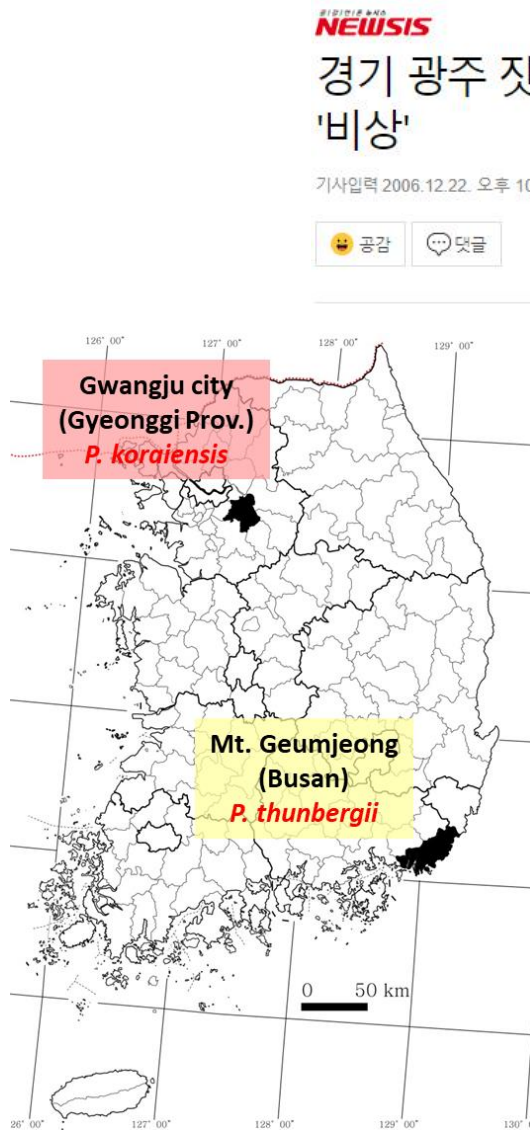 NEWSIS
경기 광주 잣
'비상'
기사입력 2006.12.22. 오후 10
공감
댓글
126° 00'
127° 00'
128° 00'
129° 00'
Gwangju city
(Gyeonggi Prov.)
P. koraiensis
Mt. Geumjeong
(Busan)
P. thunbergii
0 50 km
26° 00'
127° 00'
128° 00'
129° 00'
130°